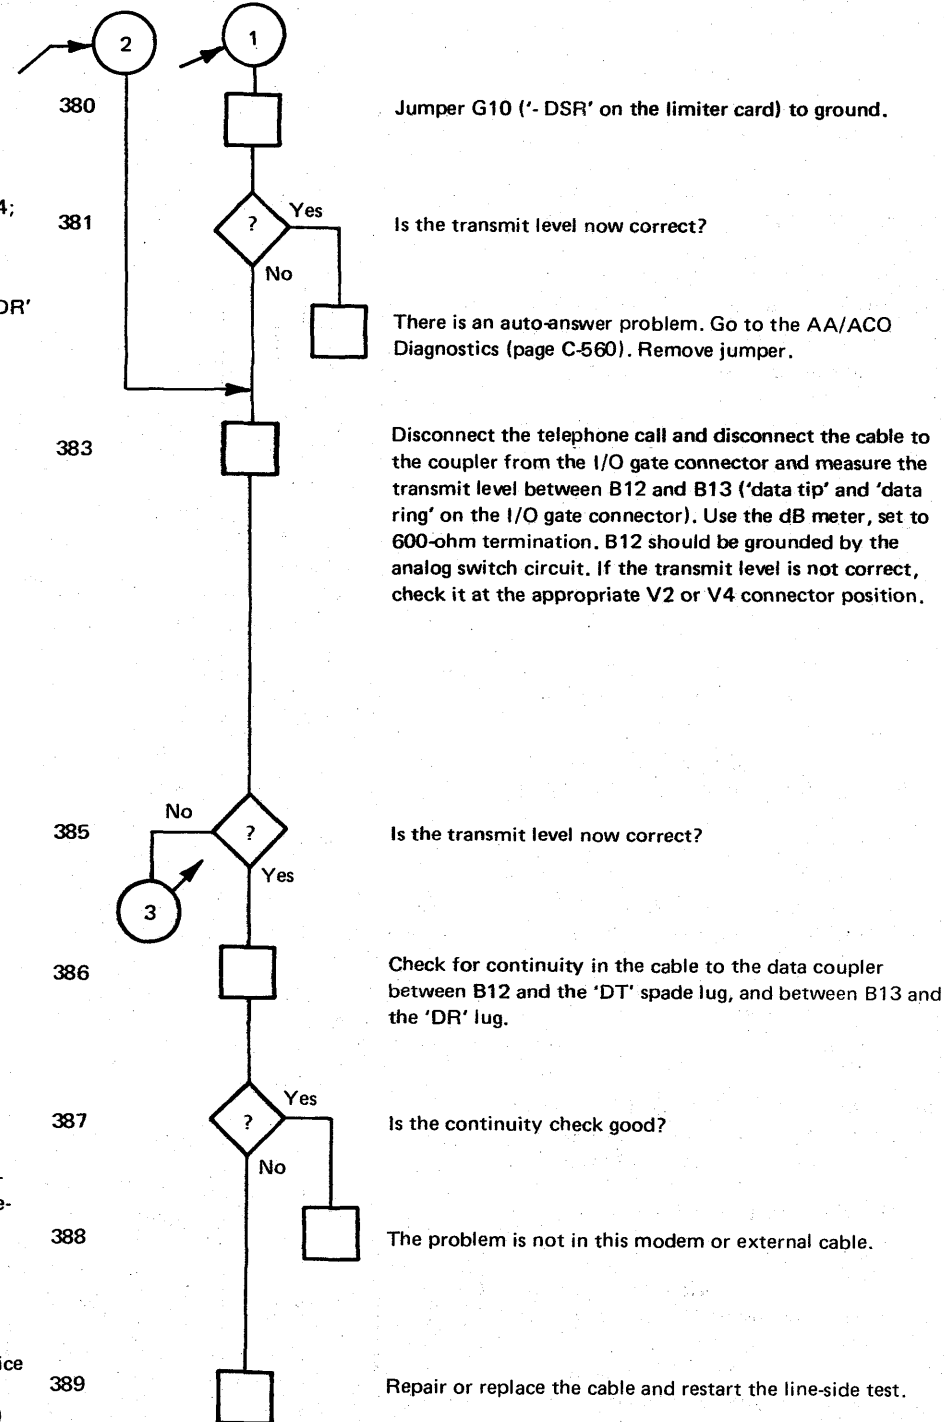 2
1
380
Jumper G10 ('- DSR' on the limiter card) to ground.
4;
381
?
Yes
Is the transmit level now correct?
No
DR'
There is an auto-answer problem. Go to the AA/ACO
Diagnostics (page C-560). Remove jumper.
383
Disconnect the telephone call and disconnect the cable to
the coupler from the I/O gate connector and measure the
transmit level between B12 and B13 ('data tip' and 'data
ring' on the I/O gate connector). Use the dB meter, set to
600-ohm termination. B12 should be grounded by the
analog switch circuit. If the transmit level is not correct,
check it at the appropriate V2 or V4 connector position.
No
385
?
Is the transmit level now correct?
Yes
3
386
Check for continuity in the cable to the data coupler
between B12 and the 'DT' spade lug, and between B13 and
the 'DR' lug.
Yes
387
?
Is the continuity check good?
No
e-
388
The problem is not in this modem or external cable.
ice
389
Repair or replace the cable and restart the line-side test.
)